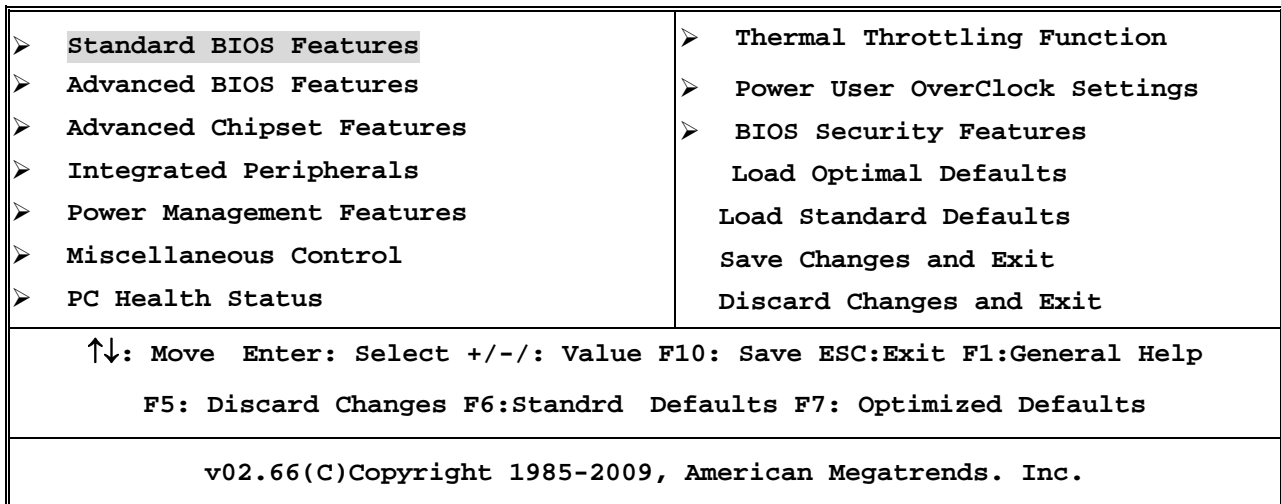 ➢ Standard BIOS Features
➢ Advanced BIOS Features
➢ Advanced Chipset Features
➢ Integrated Peripherals
➢ Power Management Features
➢ Miscellaneous Control
➢ PC Health Status
➢ Thermal Throttling Function
➢ Power User OverClock Settings
➢ BIOS Security Features
Load Optimal Defaults
Load Standard Defaults
Save Changes and Exit
Discard Changes and Exit
↑↓: Move Enter: Select +/-/: Value F10: Save ESC:Exit F1:General Help
F5: Discard Changes F6:Standrd Defaults F7: Optimized Defaults
v02.66(C)Copyright 1985-2009, American Megatrends. Inc.